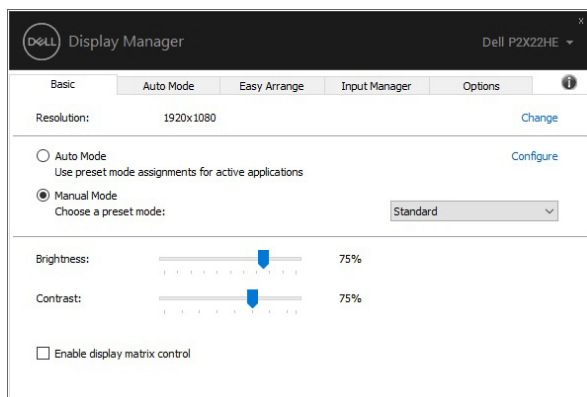 DELL Display Manager Dell P2X22HE
Basic Auto Mode Easy Arrange Input Manager Options
Resolution: 1920x1080 Change
Auto Mode Configure
Use preset mode assignments for active applications
Manual Mode
Choose a preset mode: Standard
Brightness: 75%
Contrast: 75%
Enable display matrix control